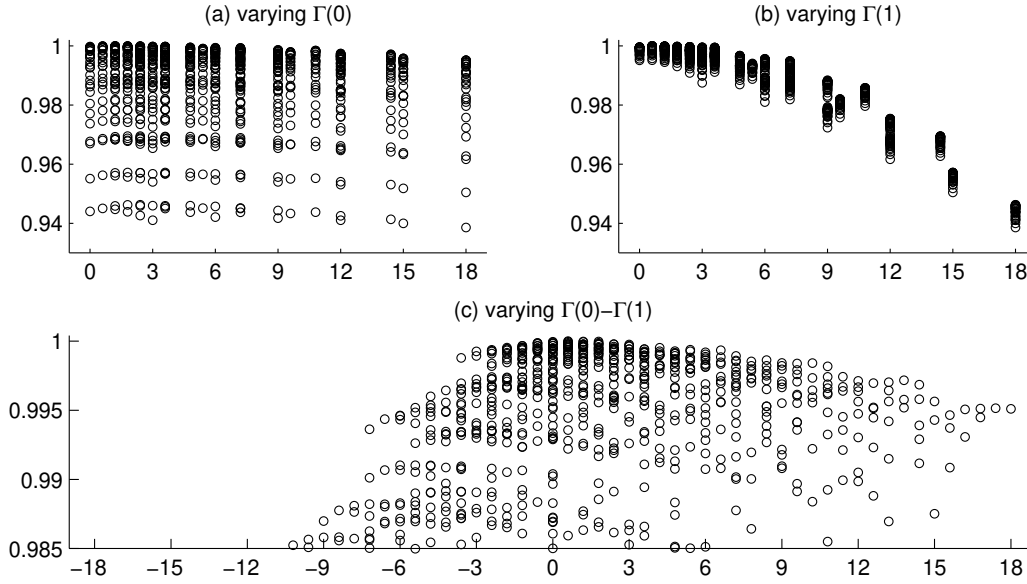 (a) varying Γ(0)
1
0.98
0.96
0.94
0 3 6 9 12 15 18
(b) varying Γ(1)
1
0.98
0.96
0.94
0 3 6 9 12 15 18
(c) varying Γ(0)−Γ(1)
1
0.995
0.99
0.985
−18 −15 −12 −9 −6 −3 0 3 6 9 12 15 18